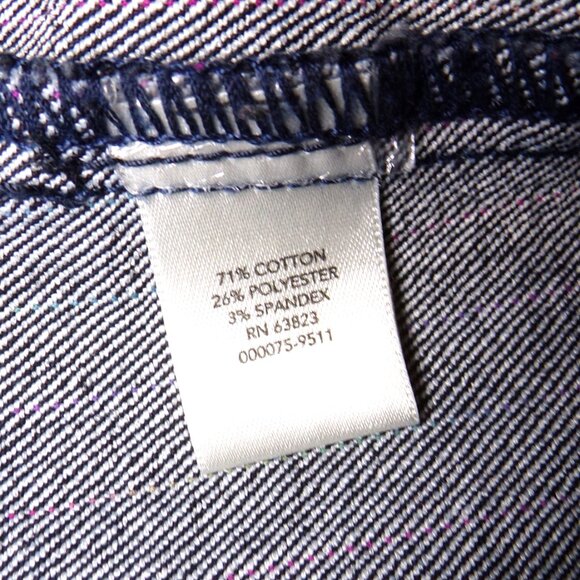 71% COTTON
26% POLYESTER
3% SPANDEX
RN 63823
000075-9511